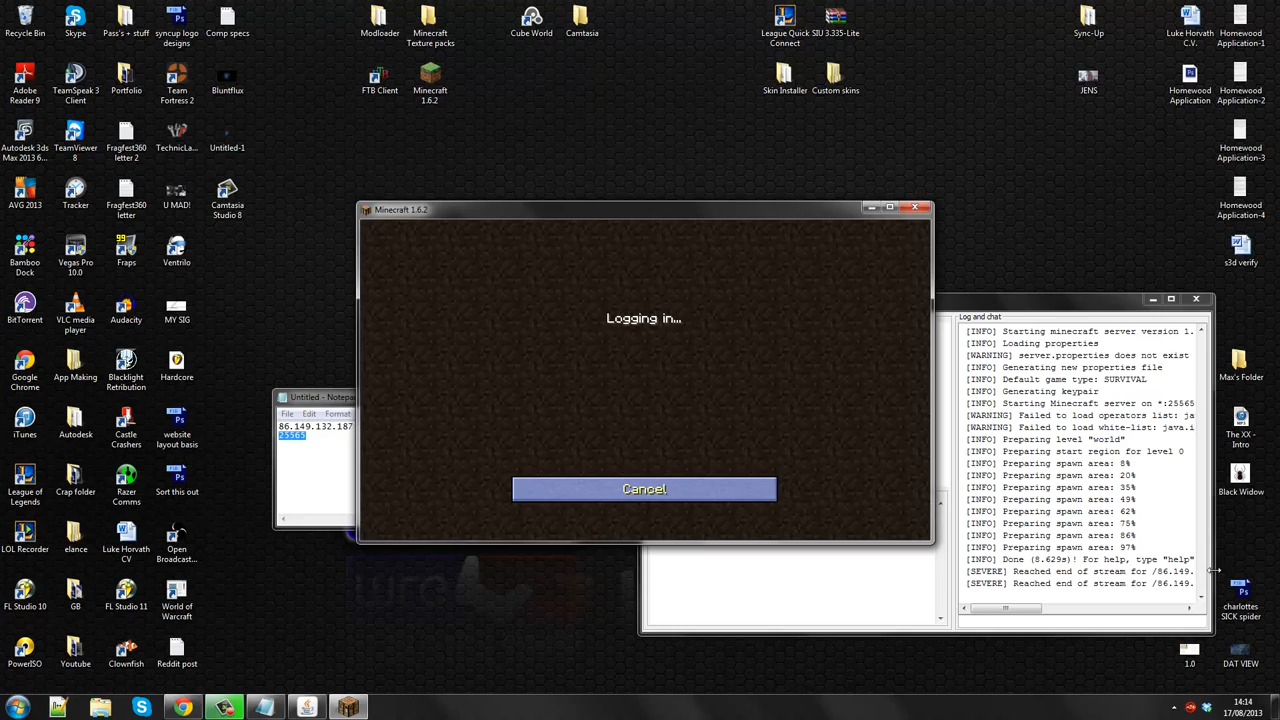 Recycle Bin
Skype
Pass's + stuff
syncup logo
designs
Comp specs
Modloader
Minecraft
Texture packs
Cube World
Camtasia
League Quick
Connect
SIU 3.335-Lite
Sync-Up
Luke Horvath
C.V.
Homewood
Application-1
Adobe
Reader 9
TeamSpeak 3
Client
Portfolio
Team
Fortress 2
Bluntflux
FTB Client
Minecraft
1.6.2
Skin Installer
Custom skins
JENS
Homewood
Application
Homewood
Application-2
Autodesk 3ds
Max 2013 6...
TeamViewer
8
Fragfest64
letter 2
TechnicLa...
Untitled-1
Homewood
Application-3
AVG 2013
Tracker
Fragfest64
letter
U MAD!
Camtasia
Studio 8
Homewood
Application-4
Bamboo
Dock
Vegas Pro
10.0
99
Fraps
Ventrilo
s3d verify
BitTorrent
VLC media
player
Audacity
MY SIG
Google
Chrome
App Making
Blacklight
Retribution
Hardcore
Max's Folder
iTunes
Autodesk
Castle
Crashers
website
layout basis
The XX -
Intro
League of
Legends
Crap folder
Razer
Comms
Sort this out
Black Widow
LOL Recorder
elance
Luke Horvath
CV
Open
Broadcast...
FL Studio 10
GB
FL Studio 11
World of
Warcraft
charlottes
SICK spider
PowerISO
Youtube
Clownfish
Reddit post
1.0
DAT VIEW
Minecraft 1.6.2
Logging in...
Cancel
Untitled - Notepa
File Edit Format
86.149.132.187
25565
Log and chat
[INFO] Starting minecraft server version 1.
[INFO] Loading properties
[WARNING] server.properties does not exist
[INFO] Generating new properties file
[INFO] Default game type: SURVIVAL
[INFO] Generating keypair
[INFO] Starting Minecraft server on *:25565
[WARNING] Failed to load operators list: ja
[WARNING] Failed to load white-list: java.i
[INFO] Preparing level "world"
[INFO] Preparing start region for level 0
[INFO] Preparing spawn area: 8%
[INFO] Preparing spawn area: 20%
[INFO] Preparing spawn area: 35%
[INFO] Preparing spawn area: 49%
[INFO] Preparing spawn area: 62%
[INFO] Preparing spawn area: 75%
[INFO] Preparing spawn area: 86%
[INFO] Preparing spawn area: 97%
[INFO] Done (8.629s)! For help, type "help"
[SEVERE] Reached end of stream for /86.149.
[SEVERE] Reached end of stream for /86.149.
14:14
17/08/2013